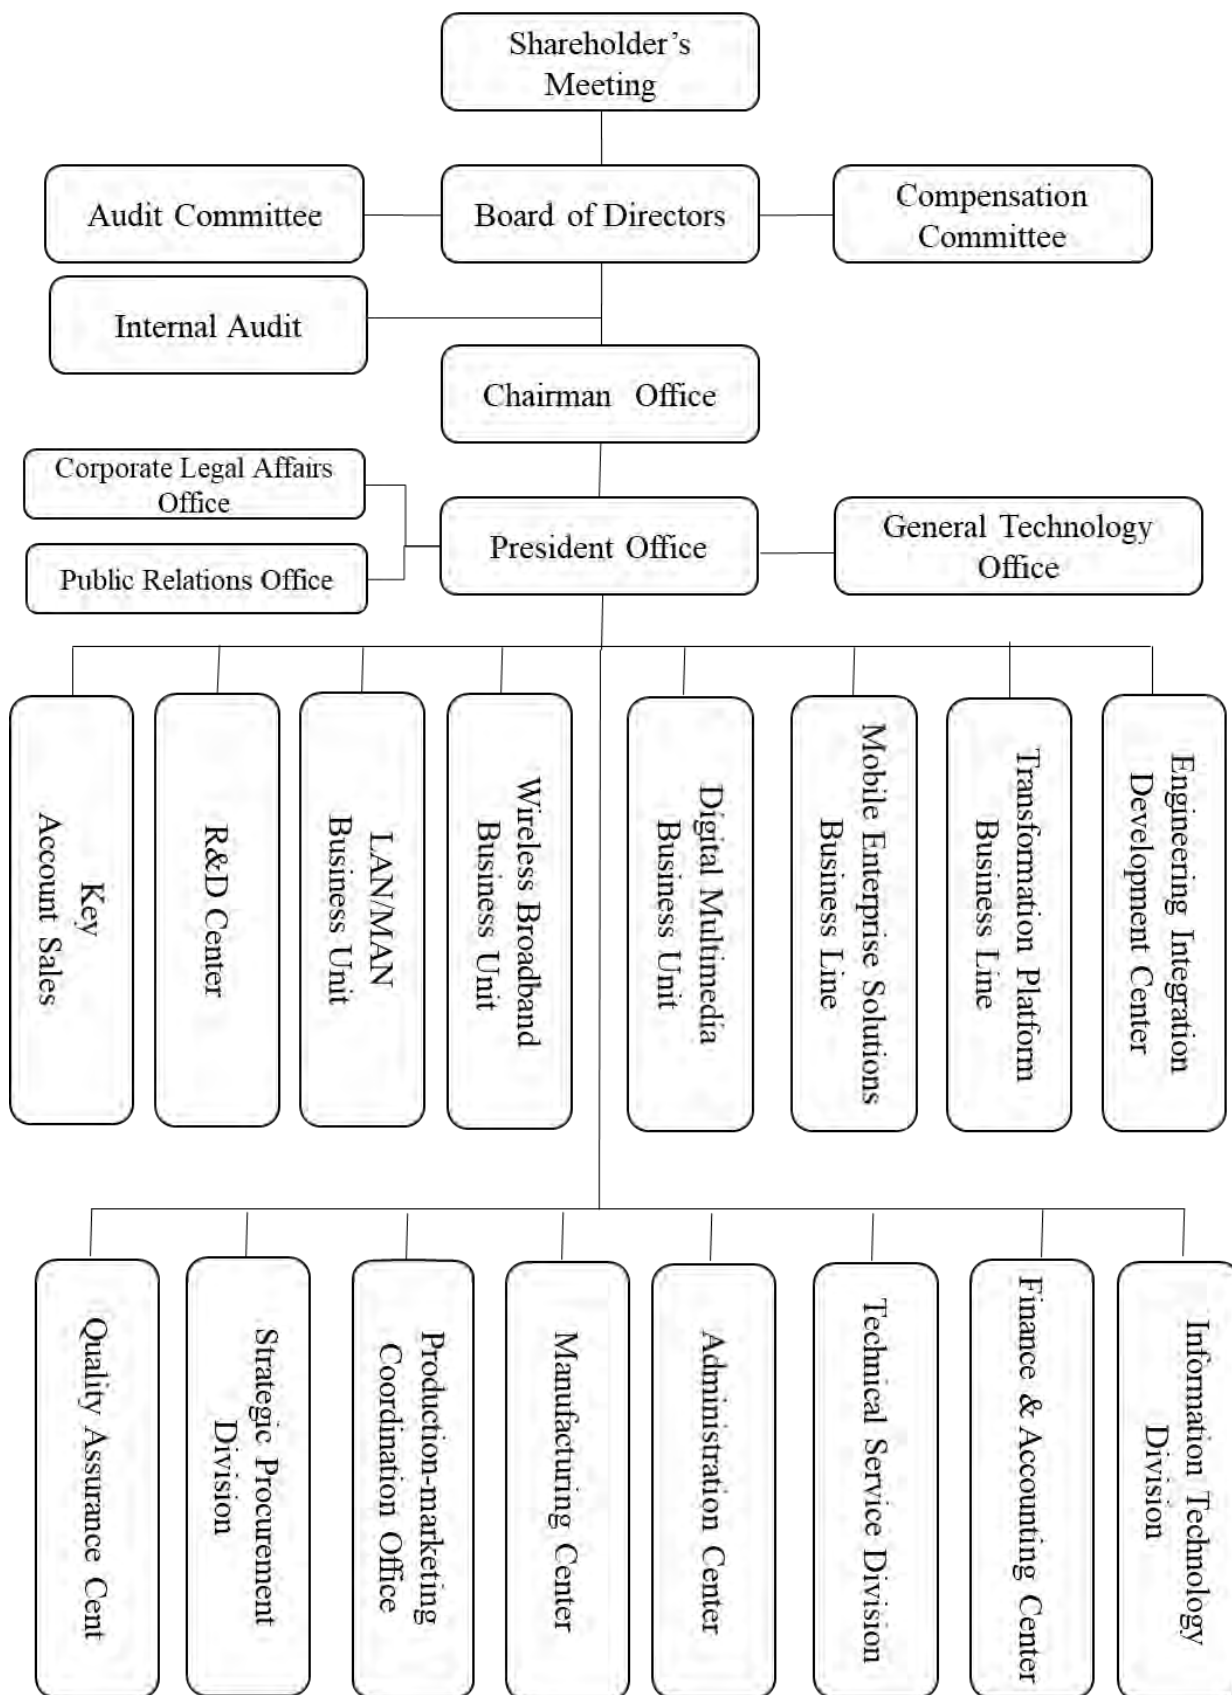 Shareholder's
Meeting
Audit Committee
Board of Directors
Compensation
Committee
Internal Audit
Chairman Office
Corporate Legal Affairs
Office
Public Relations Office
President Office
General Technology
Office
Key
Account Sales
R&D Center
LAN/MAN
Business Unit
Wireless Broadband
Business Unit
Digital Multimedia
Business Unit
Mobile Enterprise Solutions
Business Line
Transformation Platform
Business Line
Engineering Integration
Development Center
Quality Assurance Cent
Strategic Procurement
Division
Production-marketing
Coordination Office
Manufacturing Center
Administration Center
Technical Service Division
Finance & Accounting Center
Information Technology
Division